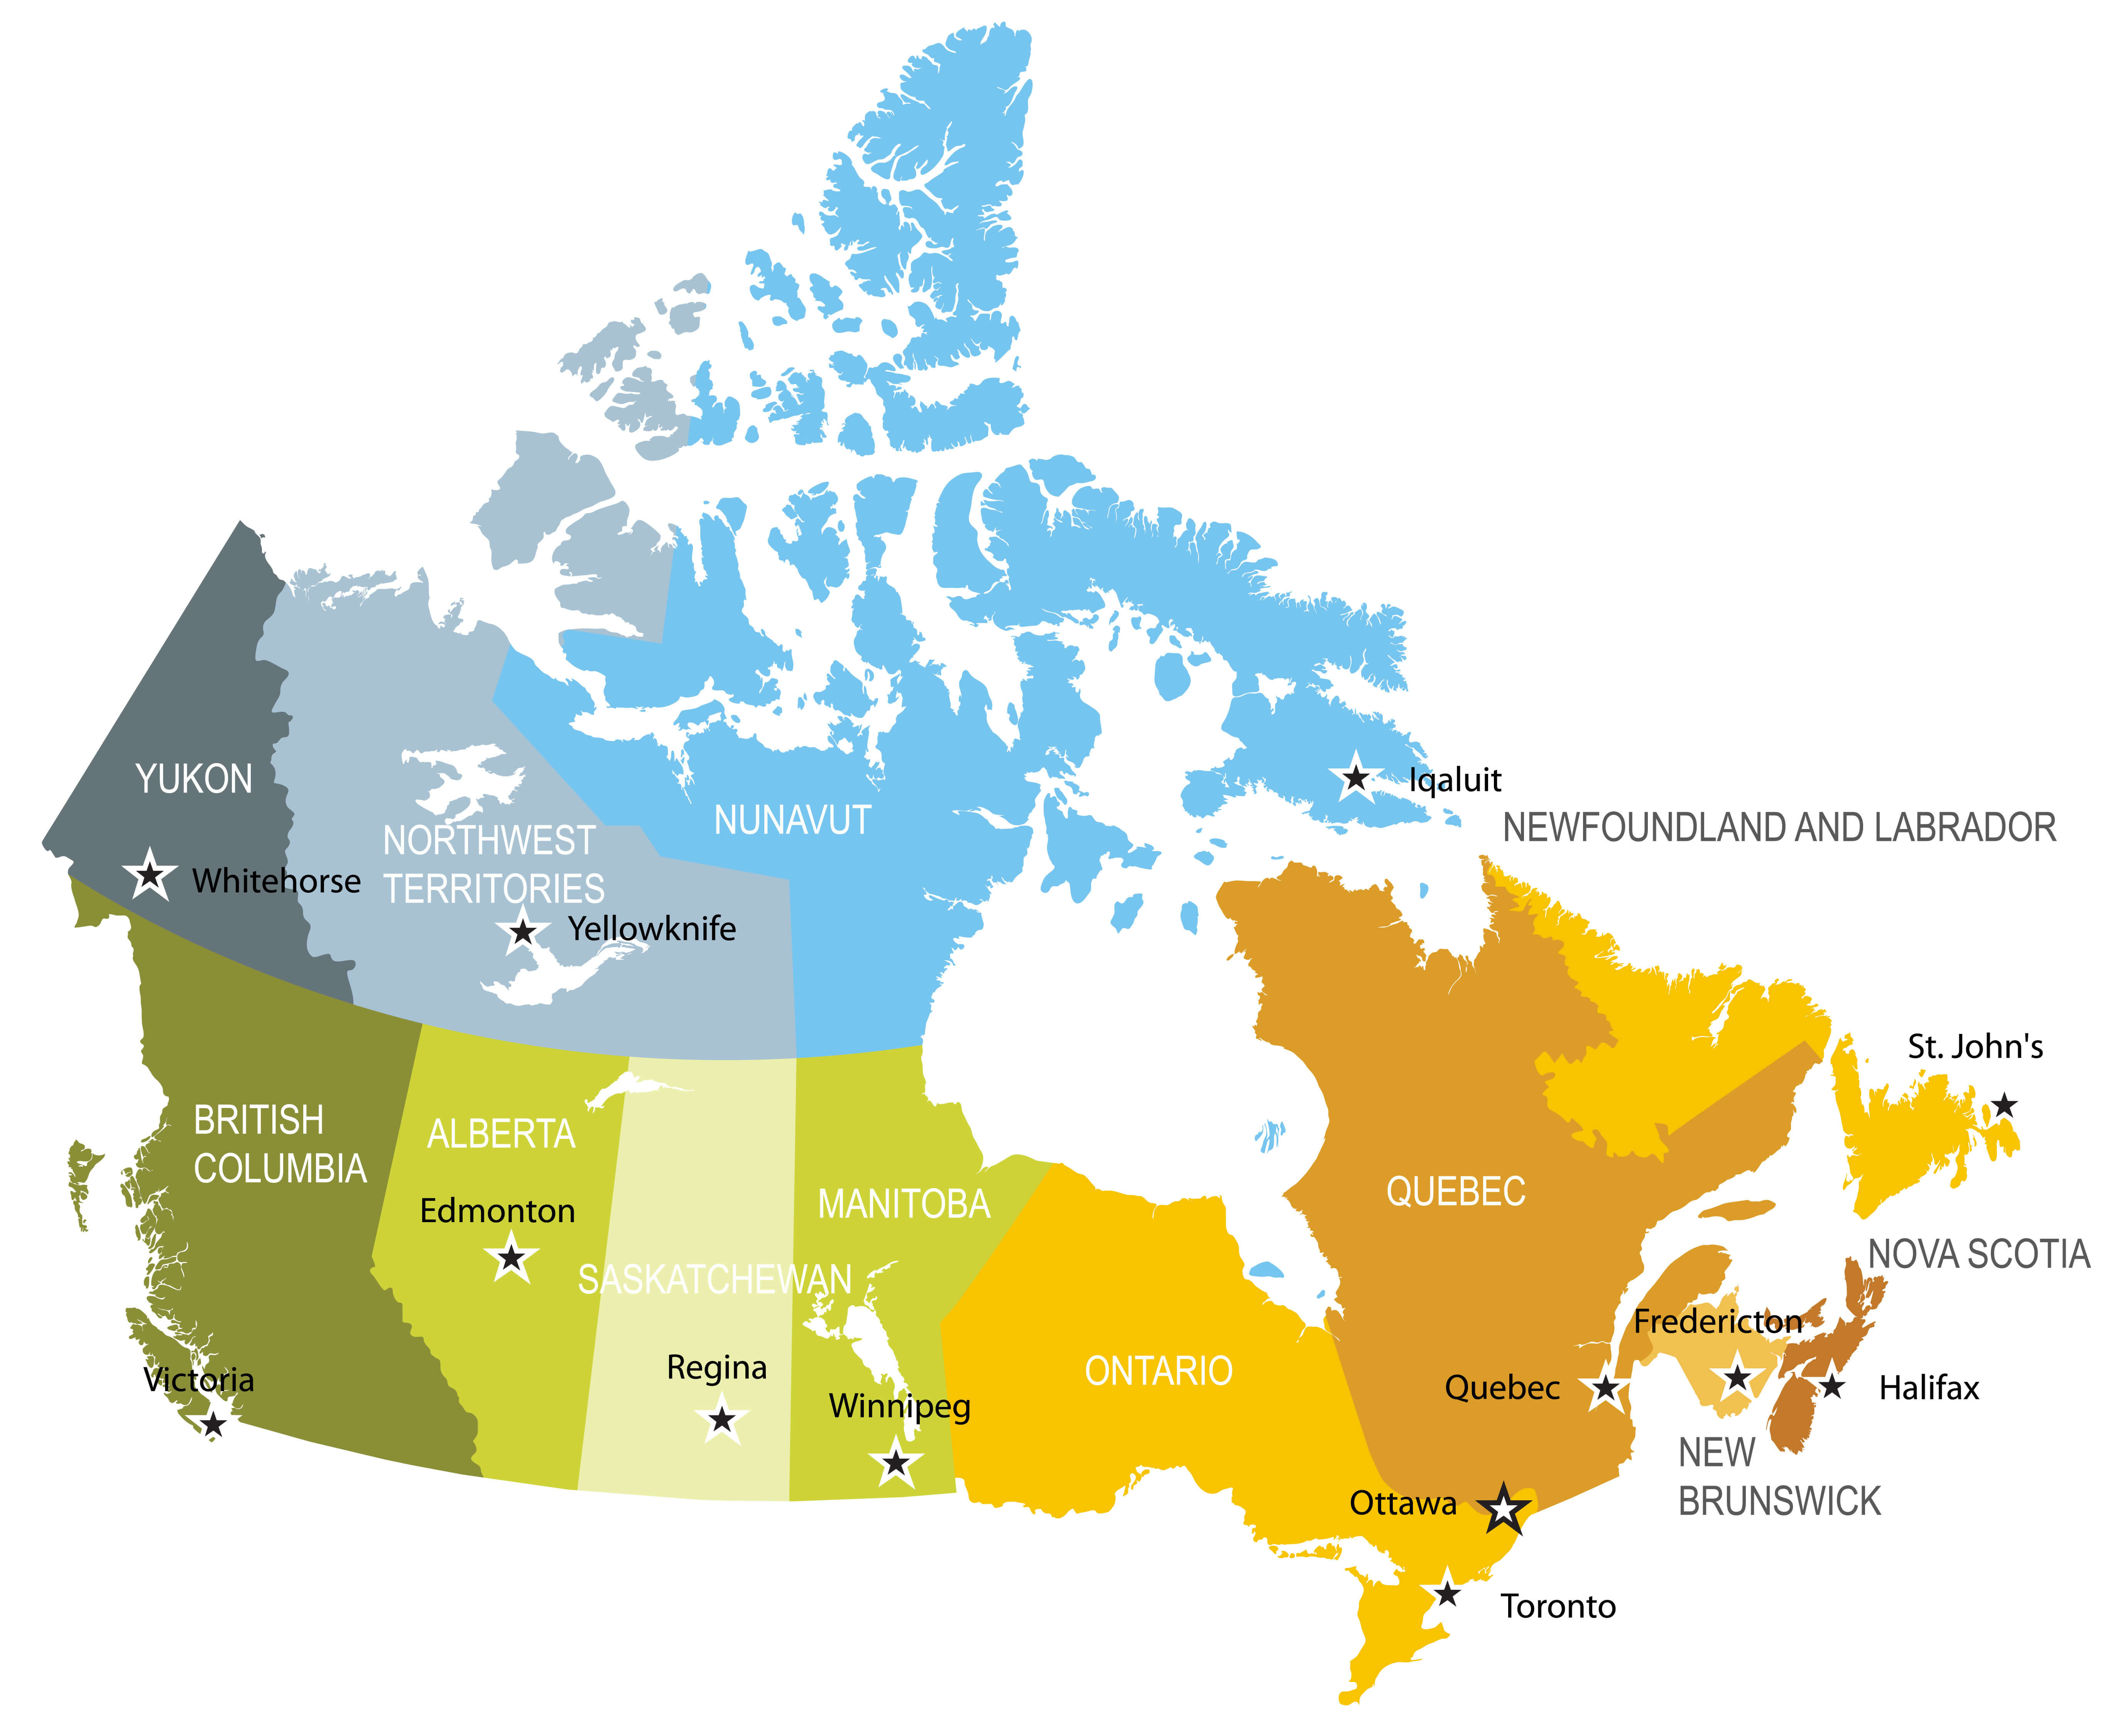 YUKON
Iqaluit
NUNAVUT
NEWFOUNDLAND AND LABRADOR
NORTHWEST
TERRITORIES
Whitehorse
Yellowknife
St. John's
BRITISH
COLUMBIA
ALBERTA
QUEBEC
MANITOBA
Edmonton
NOVA SCOTIA
SASKATCHEWAN
Fredericton
Regina
ONTARIO
Victoria
Quebec
Halifax
Winnipeg
NEW
BRUNSWICK
Ottawa
Toronto